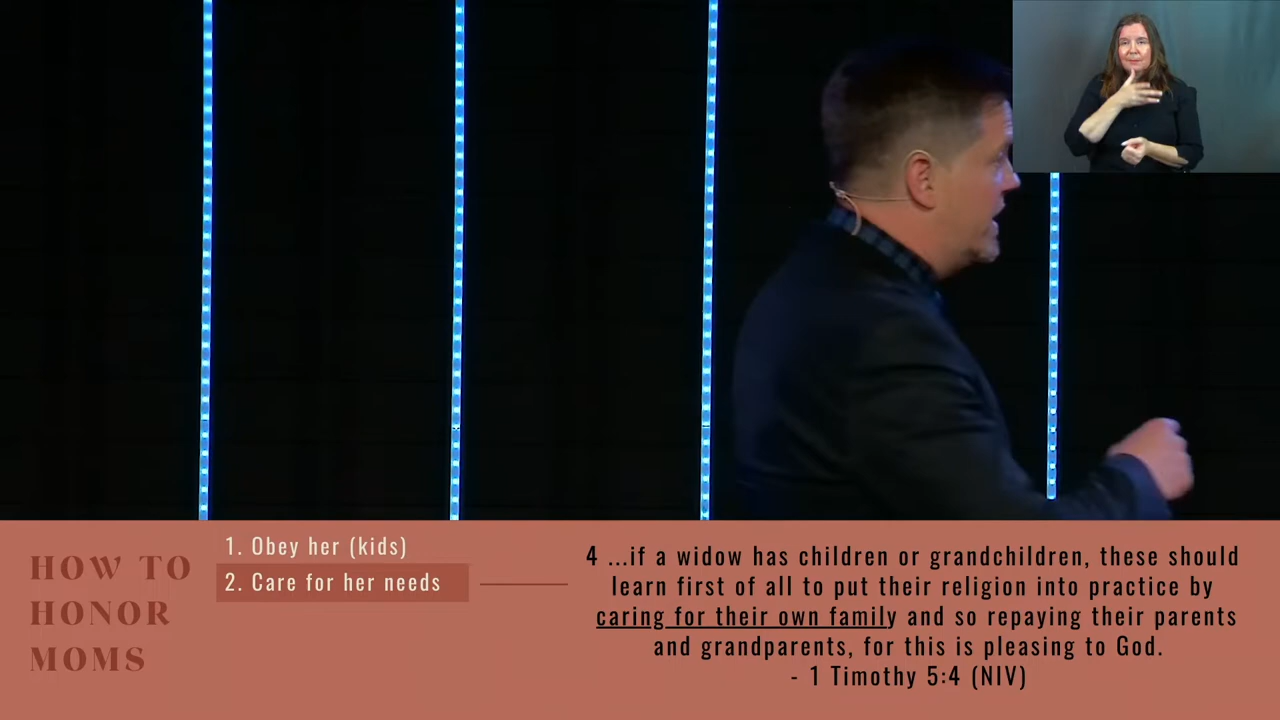 HOW TO
HONOR
MOMS
1. Obey her (kids)
2. Care for her needs
4 ...if a widow has children or grandchildren, these should
learn first of all to put their religion into practice by
caring for their own family and so repaying their parents
and grandparents, for this is pleasing to God.
- 1 Timothy 5:4 (NIV)